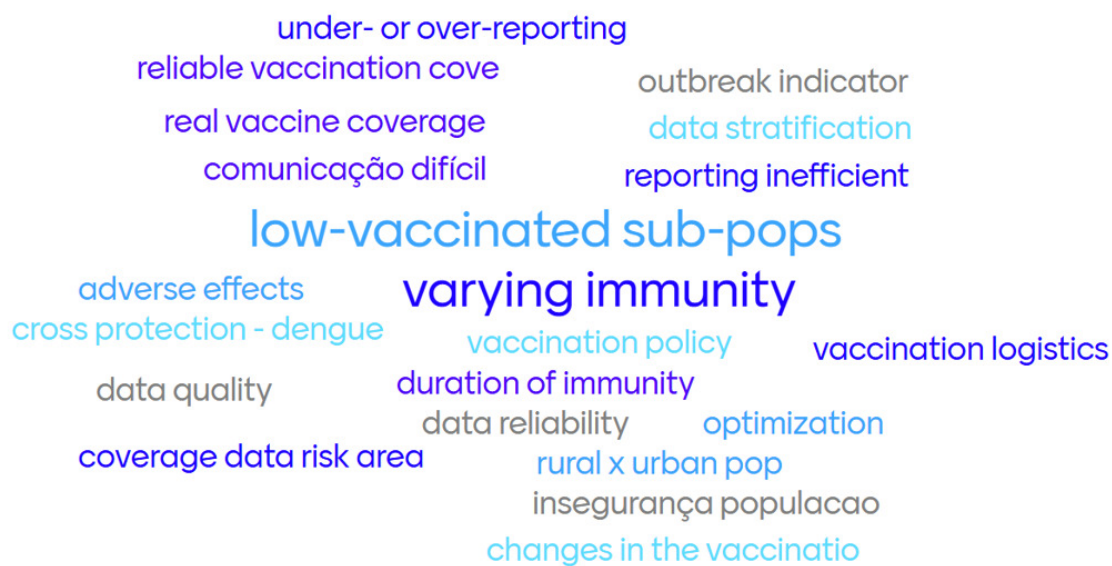 under- or over-reporting
reliable vaccination cove
outbreak indicator
real vaccine coverage
data stratification
comunicação difícil
reporting inefficient
low-vaccinated sub-pops
adverse effects
varying immunity
cross protection - dengue
vaccination policy
vaccination logistics
data quality
duration of immunity
data reliability
optimization
coverage data risk area
rural x urban pop
insegurança populacao
changes in the vaccinatio